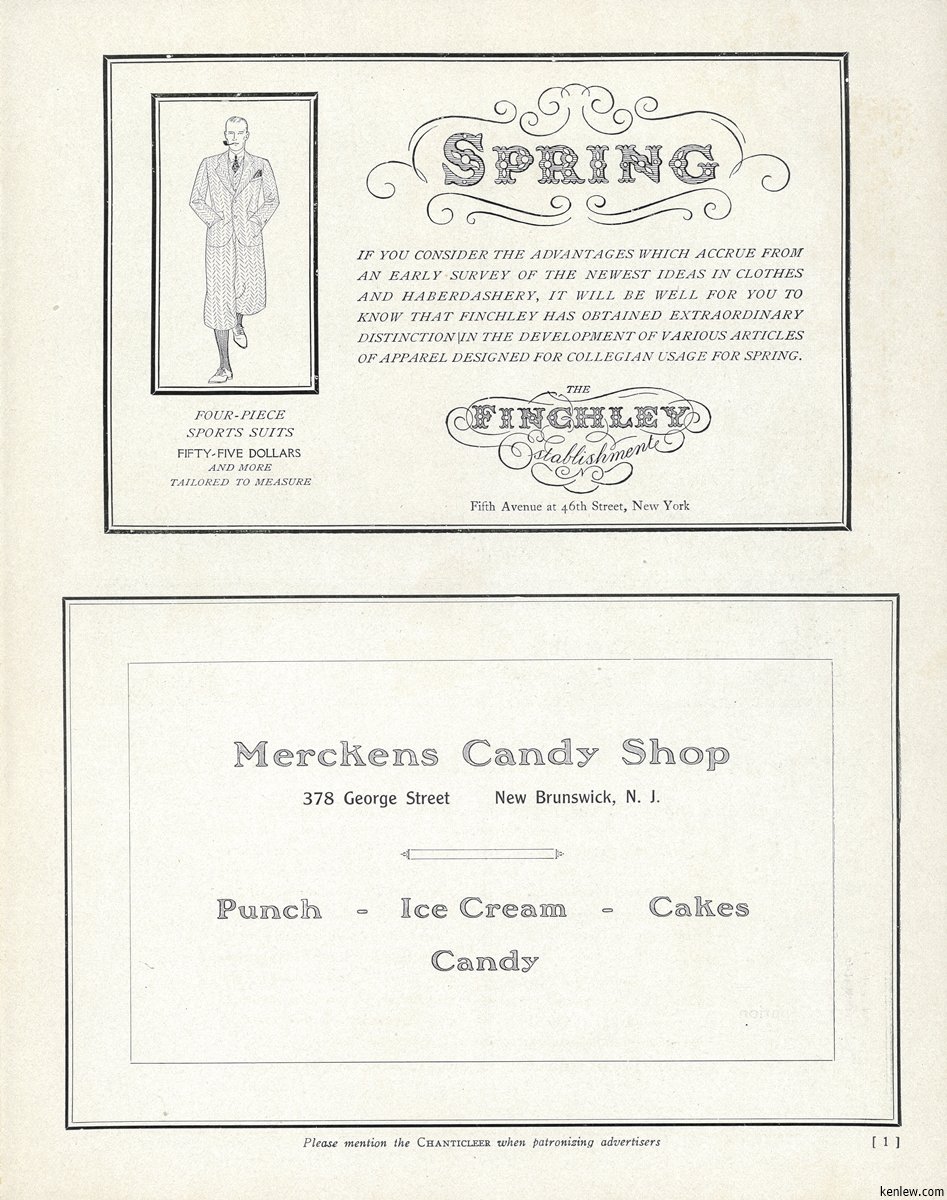 SPRING
IF YOU CONSIDER THE ADVANTAGES WHICH ACCRUE FROM
AN EARLY SURVEY OF THE NEWEST IDEAS IN CLOTHES
AND HABERDASHERY, IT WILL BE WELL FOR YOU TO
KNOW THAT FINCHLEY HAS OBTAINED EXTRAORDINARY
DISTINCTION IN THE DEVELOPMENT OF VARIOUS ARTICLES
OF APPAREL DESIGNED FOR COLLEGIAN USAGE FOR SPRING.
FOUR-PIECE
SPORTS SUITS
FIFTY-FIVE DOLLARS
AND MORE
TAILORED TO MEASURE
THE
FINCHLEY
Establishment
Fifth Avenue at 46th Street, New York
Merckens Candy Shop
378 George Street New Brunswick, N. J.
Punch - Ice Cream - Cakes
Candy
Please mention the CHANTICLEER when patronizing advertisers
[ 1 ]
kenlew.com